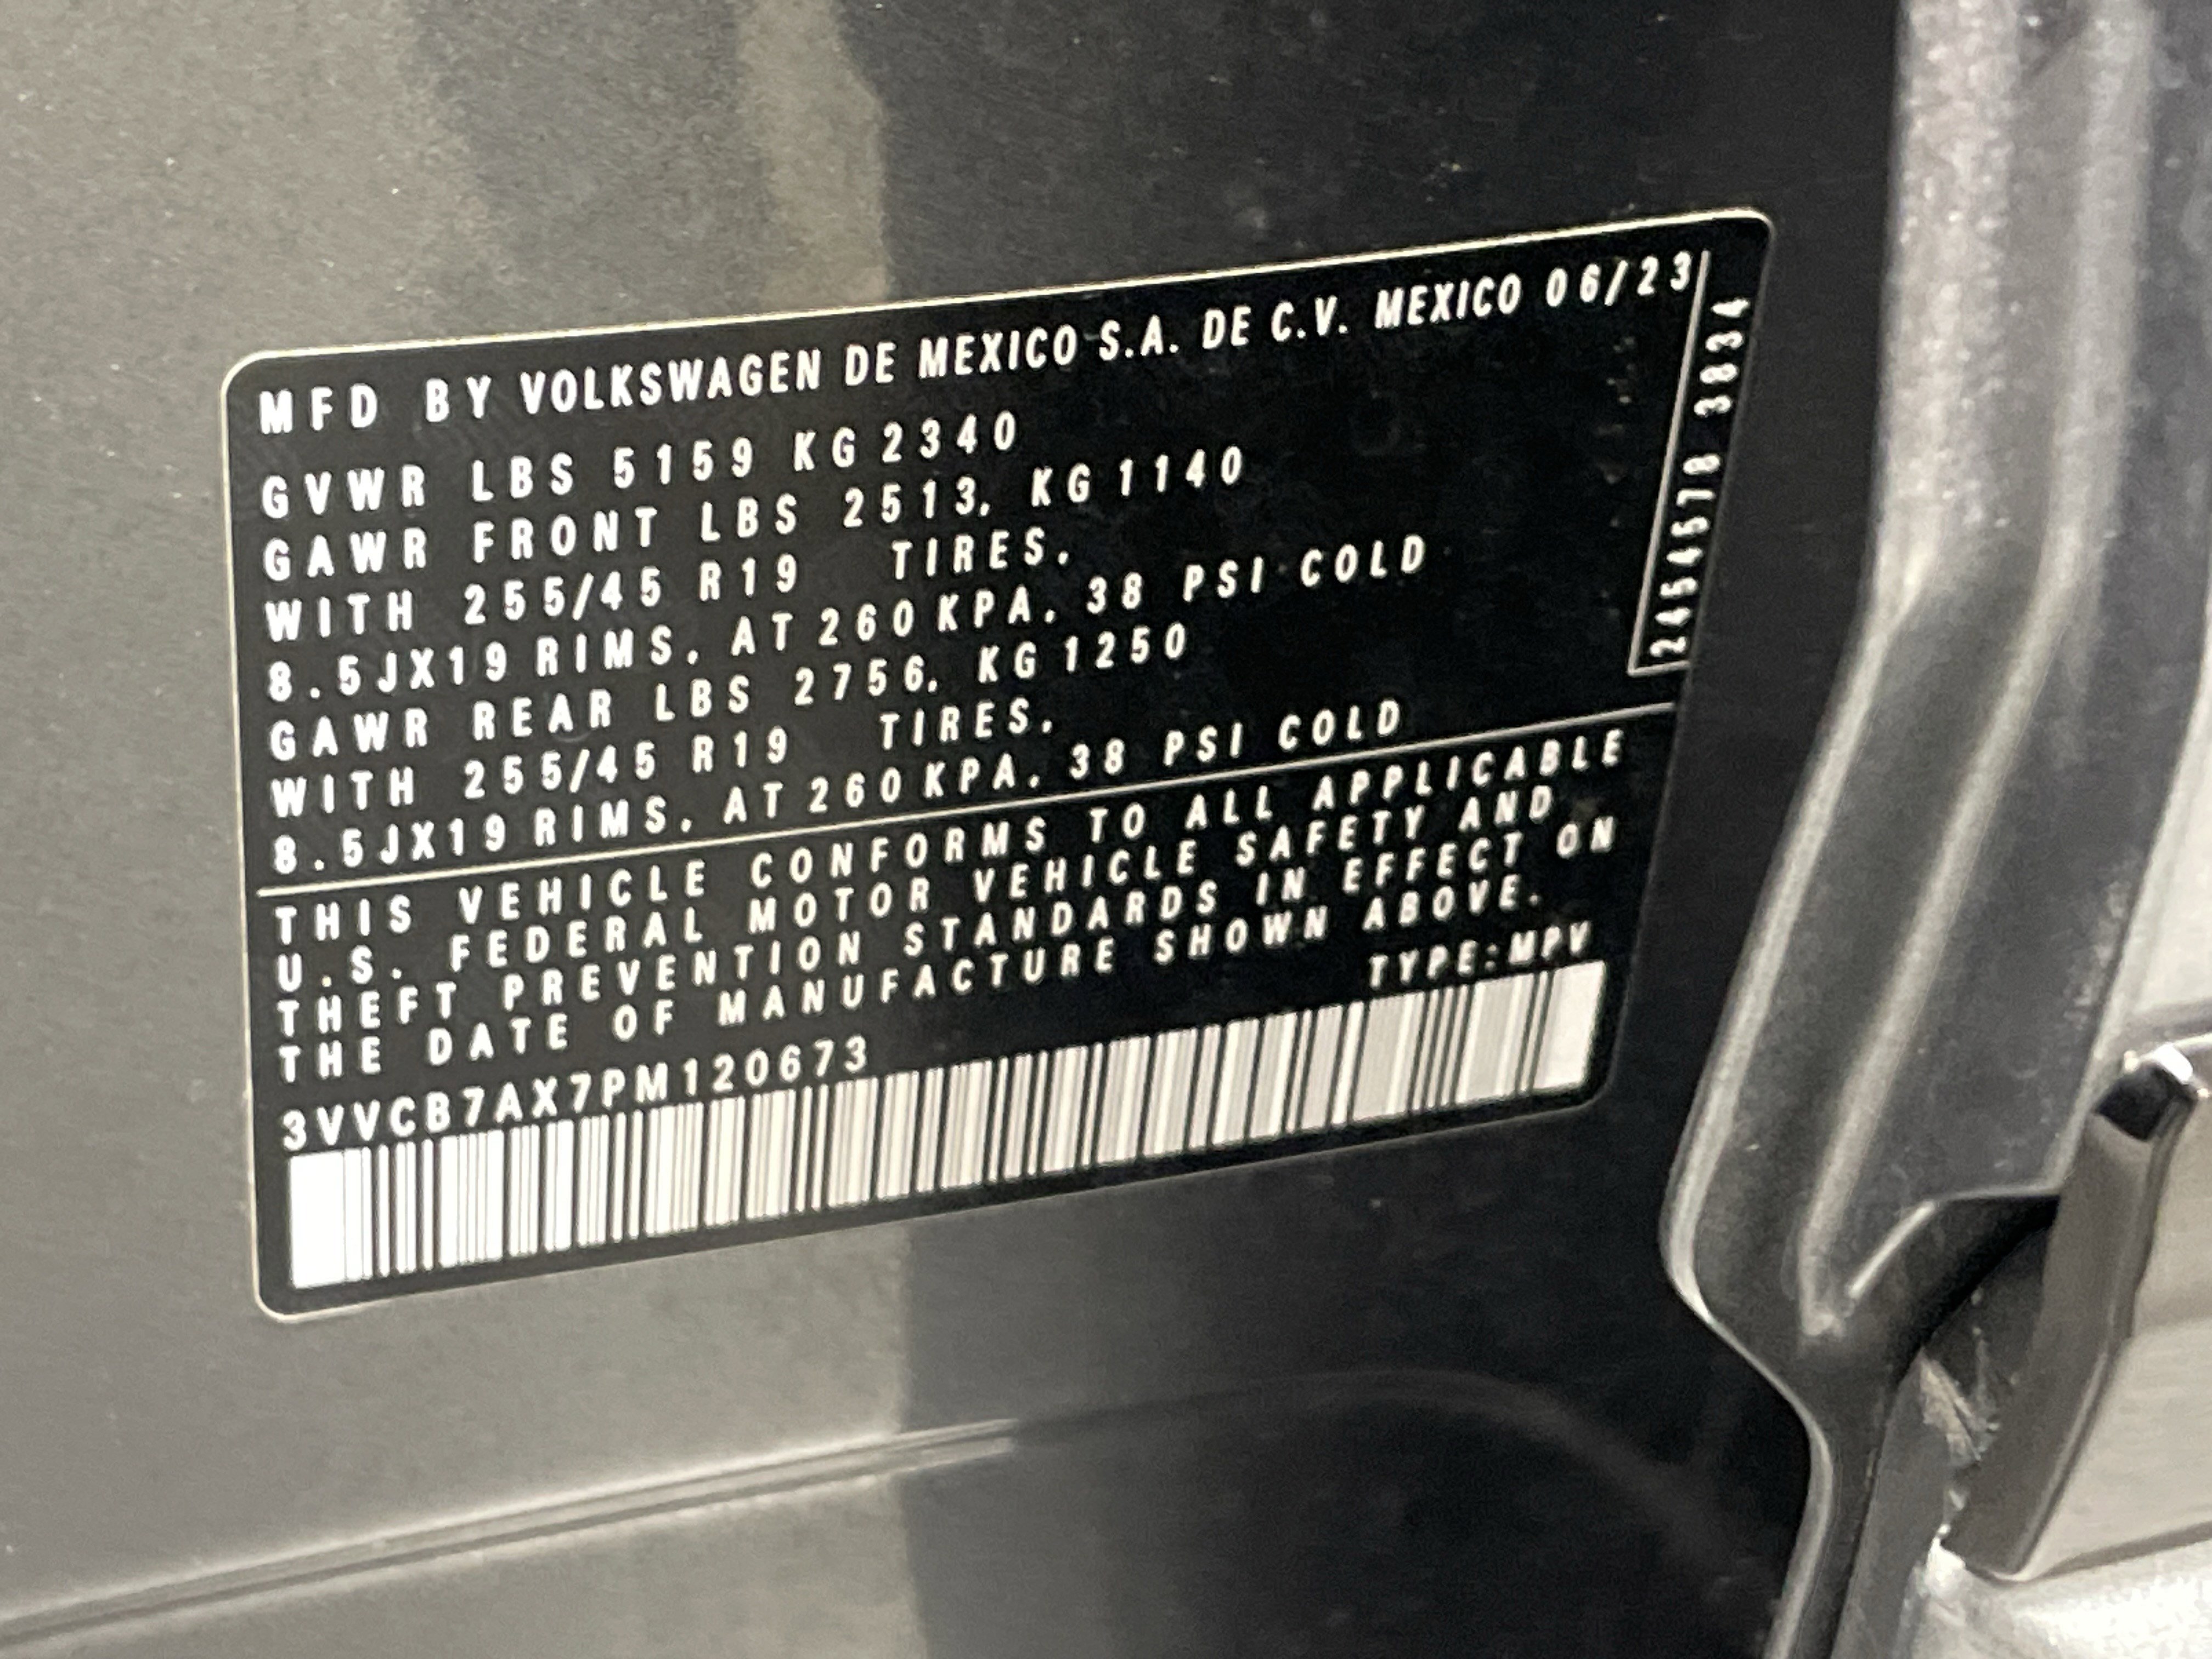 MFD BY VOLKSWAGEN DE MEXICO S.A. DE C.V. MEXICO 06/23
GVWR LBS 5159 KG 2340
GAWR FRONT LBS 2513, KG 1140
WITH 255/45 R19 TIRES,
8.5JX19 RIMS, AT 260 KPA, 38 PSI COLD
GAWR REAR LBS 2756, KG 1250
WITH 255/45 R19 TIRES,
8.5JX19 RIMS, AT 260 KPA, 38 PSI COLD
THIS VEHICLE CONFORMS TO ALL APPLICABLE
U.S. FEDERAL MOTOR VEHICLE SAFETY AND
THEFT PREVENTION STANDARDS IN EFFECT ON
THE DATE OF MANUFACTURE SHOWN ABOVE.
TYPE:MPV
3VVCB7AX7PM120673
3834